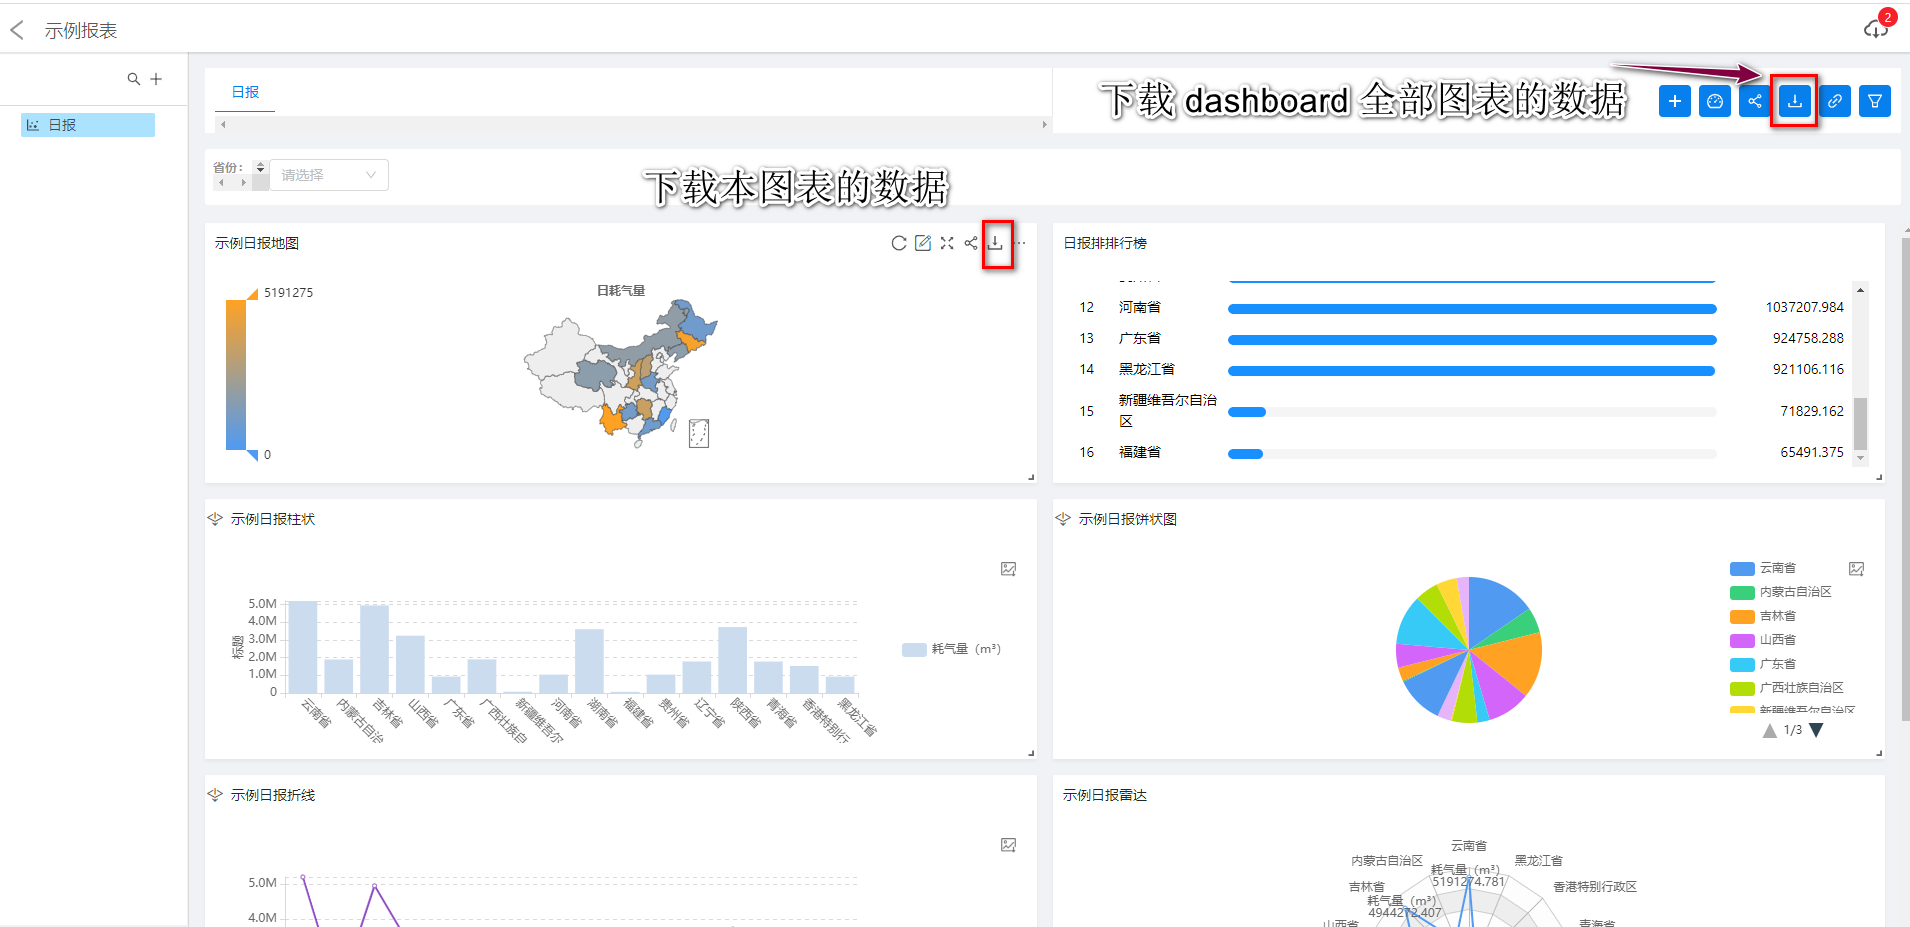 示例报表
2
日报
下载 dashboard 全部图表的数据
日报
省份：
请选择
下载本图表的数据
示例日报地图
5191275
0
日耗气量
日报排排行榜
12 河南省 1037207.984
13 广东省 924758.288
14 黑龙江省 921106.116
15 新疆维吾尔自治区 71829.162
16 福建省 65491.375
示例日报柱状
标题
5.0M
4.0M
3.0M
2.0M
1.0M
0
云南省
内蒙古自治
吉林省
山西省
广东省
广西壮族自
新疆维吾尔
河南省
湖南省
福建省
贵州省
辽宁省
陕西省
青海省
香港特别行
黑龙江省
耗气量（m³）
示例日报饼状图
云南省
内蒙古自治区
吉林省
山西省
广东省
广西壮族自治区
新疆维吾尔自治区
1/3
示例日报折线
5.0M
4.0M
示例日报雷达
云南省
内蒙古自治区
黑龙江省
耗气量（m³）
5191274.781
吉林省
香港特别行政区
耗气量（m³）
4944272.407
山西省
青海省